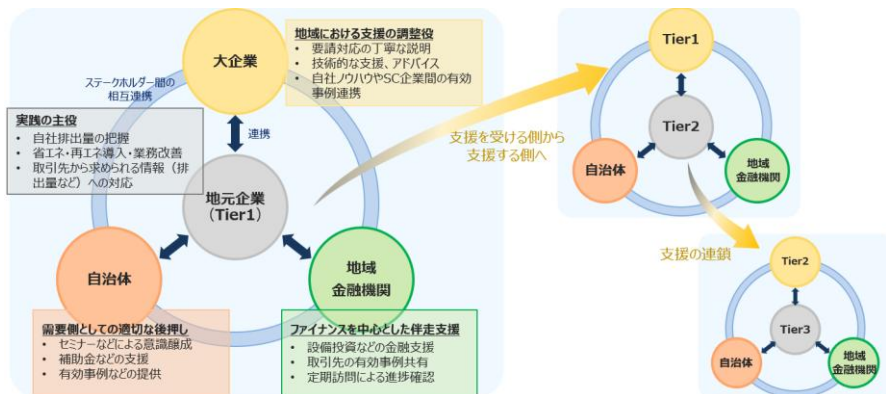 大企業
地域における支援の調整役
• 要請対応の丁寧な説明
• 技術的な支援、アドバイス
• 自社ノウハウやSC企業間の有効
事例連携
ステークホルダー間の
相互連携
実践の主役
• 自社排出量の把握
• 省エネ・再エネ導入・業務改善
• 取引先から求められる情報（排
出量など）への対応
連携
地元企業
（Tier1）
自治体
地域
金融機関
需要側としての適切な後押し
• セミナーなどによる意識醸成
• 補助金などの支援
• 有効事例などの提供
ファイナンスを中心とした伴走支援
• 設備投資などの金融支援
• 取引先の有効事例共有
• 定期訪問による進捗確認
支援を受ける側から
支援する側へ
Tier1
Tier2
自治体
地域
金融機関
支援の連鎖
Tier2
Tier3
自治体
地域
金融機関